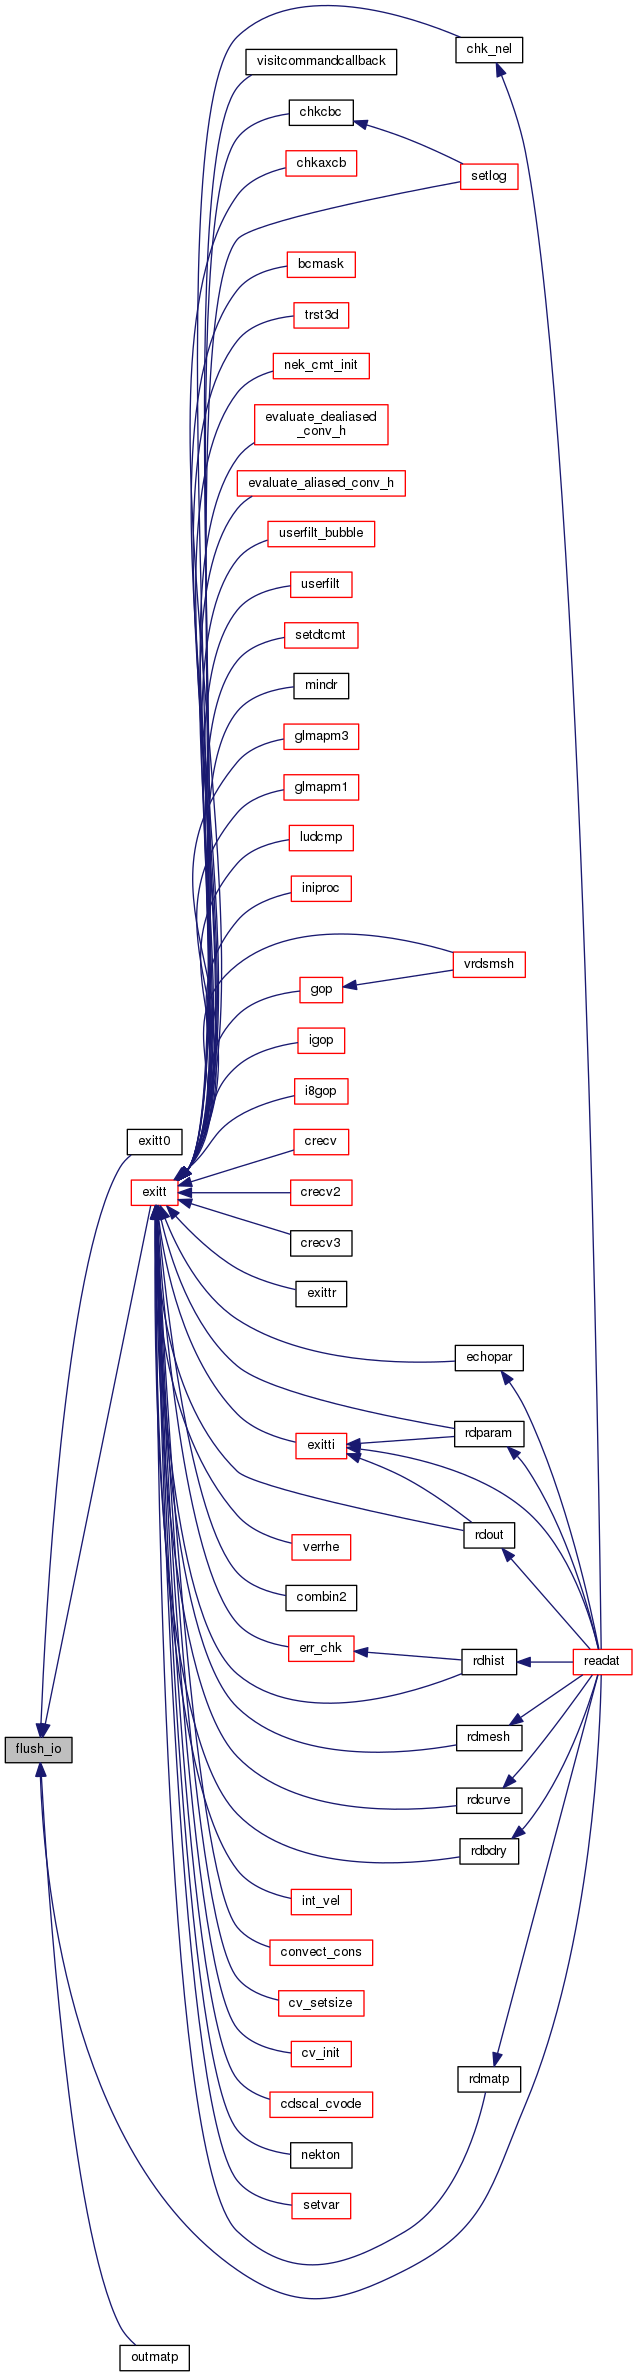 chk_nel
visitcommandcallback
chkcbc
chkaxcb
setlog
bcmask
trst3d
nek_cmt_init
evaluate_dealiased
_conv_h
evaluate_aliased_conv_h
userfilt_bubble
userfilt
setdtcmt
mindr
glmapm3
glmapm1
ludcmp
iniproc
vrdsmsh
gop
igop
i8gop
exitt0
crecv
exitt
crecv2
crecv3
exittr
echopar
rdparam
exitti
rdout
verrhe
combin2
err_chk
rdhist
readat
rdmesh
flush_io
rdcurve
rdbdry
int_vel
convect_cons
cv_setsize
cv_init
rdmatp
cdscal_cvode
nekton
setvar
outmatp